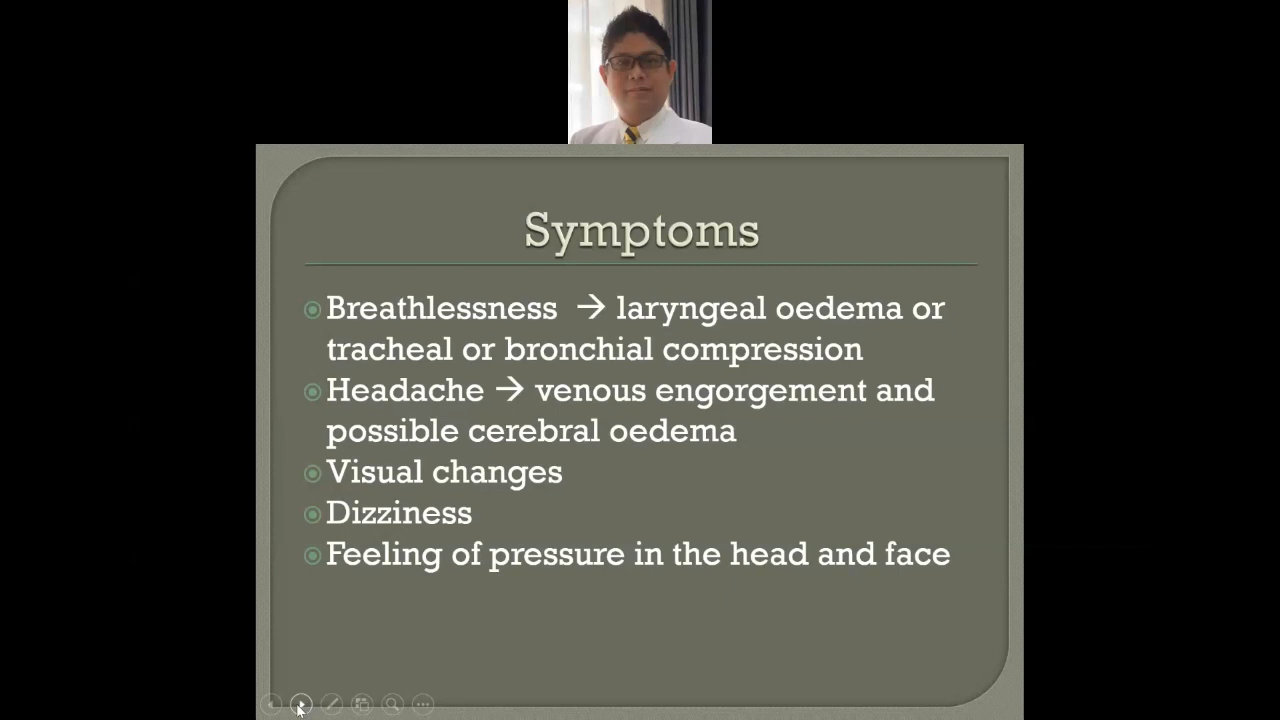 Symptoms
Breathlessness → laryngeal oedema or
tracheal or bronchial compression
Headache → venous engorgement and
possible cerebral oedema
Visual changes
Dizziness
Feeling of pressure in the head and face